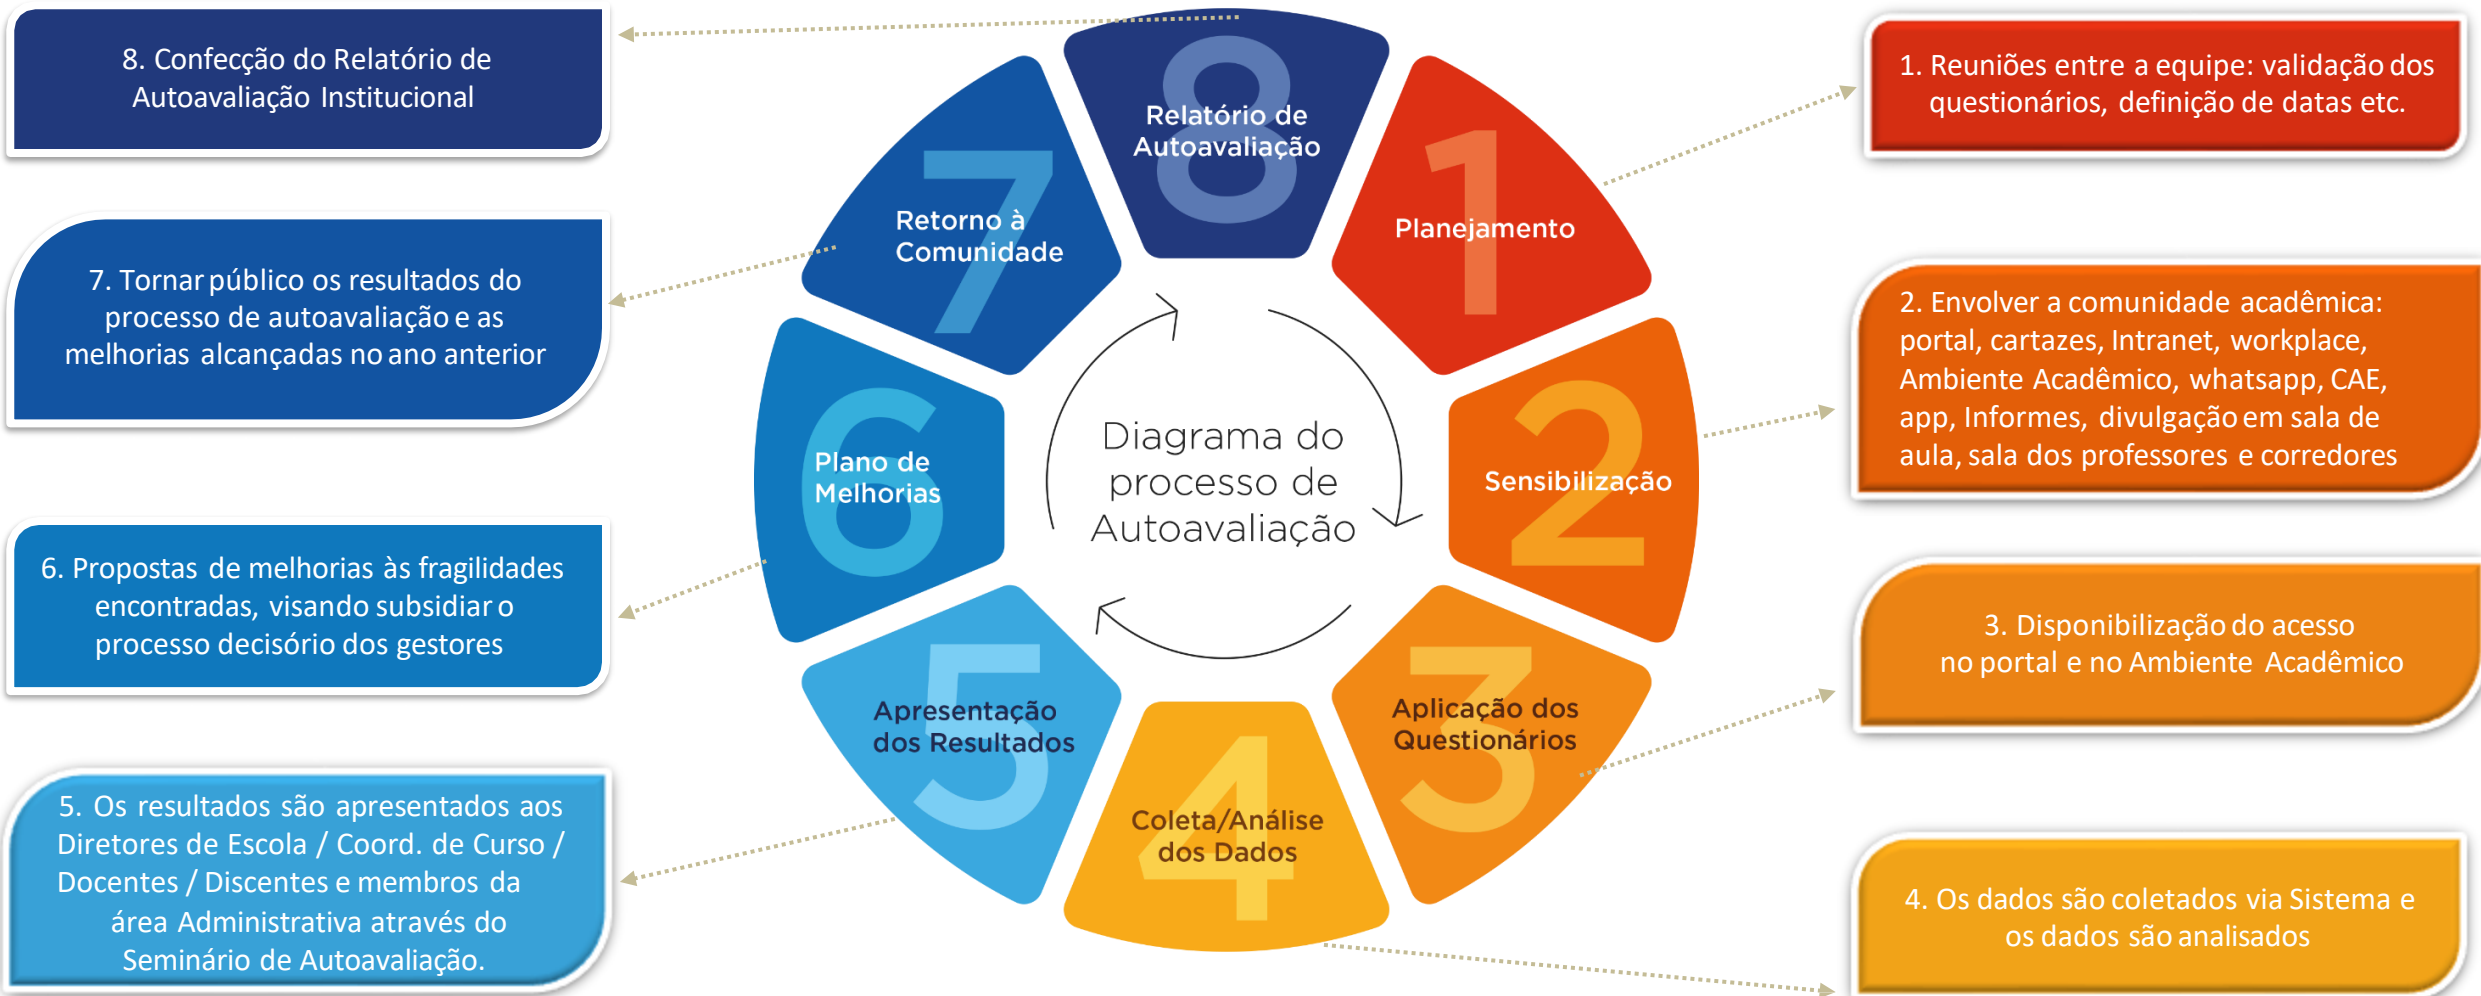 8. Confecção do Relatório de
Autoavaliação Institucional
7. Tornar público os resultados do
processo de autoavaliação e as
melhorias alcançadas no ano anterior
6. Propostas de melhorias às fragilidades
encontradas, visando subsidiar o
processo decisório dos gestores
5. Os resultados são apresentados aos
Diretores de Escola / Coord. de Curso /
Docentes / Discentes e membros da
área Administrativa através do
Seminário de Autoavaliação.
8
Relatório de
Autoavaliação
1
Planejamento
2
Sensibilização
3
Aplicação dos
Questionários
4
Coleta/Análise
dos Dados
5
Apresentação
dos Resultados
6
Plano de
Melhorias
7
Retorno à
Comunidade
Diagrama do
processo de
Autoavaliação
1. Reuniões entre a equipe: validação dos
questionários, definição de datas etc.
2. Envolver a comunidade acadêmica:
portal, cartazes, Intranet, workplace,
Ambiente Acadêmico, whatsapp, CAE,
app, Informes, divulgação em sala de
aula, sala dos professores e corredores
3. Disponibilização do acesso
no portal e no Ambiente Acadêmico
4. Os dados são coletados via Sistema e
os dados são analisados